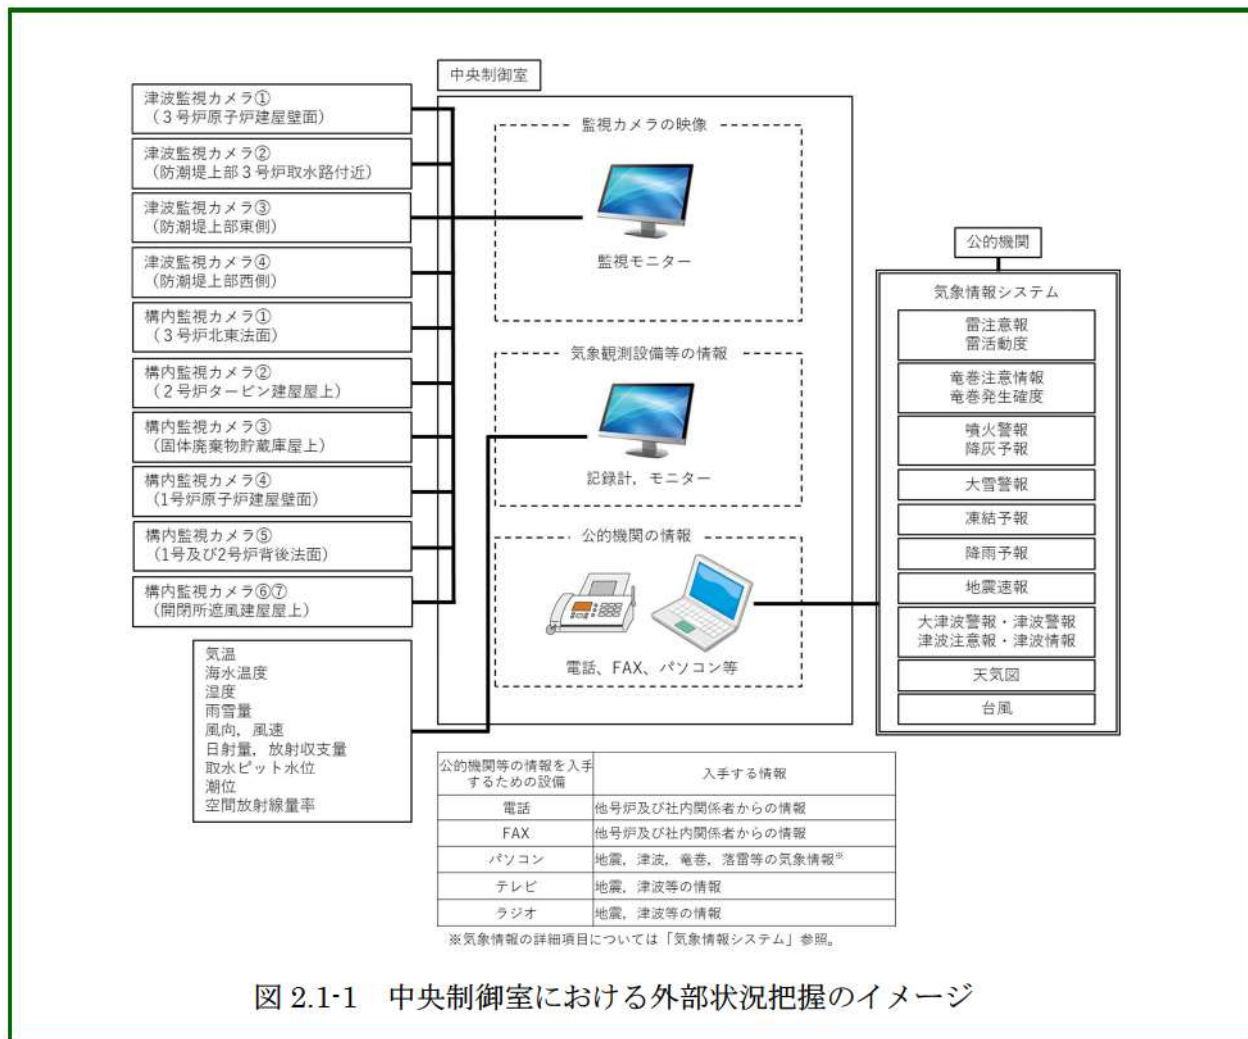 中央制御室
津波監視カメラ①
（３号炉原子炉建屋壁面）
津波監視カメラ②
（防潮堤上部３号炉取水路付近）
津波監視カメラ③
（防潮堤上部東側）
津波監視カメラ④
（防潮堤上部西側）
構内監視カメラ①
（３号炉北東法面）
構内監視カメラ②
（２号炉タービン建屋屋上）
構内監視カメラ③
（固体廃棄物貯蔵庫屋上）
構内監視カメラ④
（1号炉原子炉建屋壁面）
構内監視カメラ⑤
（1号及び2号炉背後法面）
構内監視カメラ⑥⑦
（開閉所遮風建屋屋上）
気温
海水温度
湿度
雨雪量
風向，風速
日射量，放射収支量
取水ピット水位
潮位
空間放射線量率
監視カメラの映像
監視モニター
気象観測設備等の情報
記録計，モニター
公的機関の情報
電話、FAX、パソコン等
公的機関
気象情報システム
雷注意報
雷活動度
竜巻注意情報
竜巻発生確度
噴火警報
降灰予報
大雪警報
凍結予報
降雨予報
地震速報
大津波警報・津波警報
津波注意報・津波情報
天気図
台風
公的機関等の情報を入手
するための設備
入手する情報
電話
他号炉及び社内関係者からの情報
FAX
他号炉及び社内関係者からの情報
パソコン
地震，津波，竜巻，落雷等の気象情報※
テレビ
地震，津波等の情報
ラジオ
地震，津波等の情報
※気象情報の詳細項目については「気象情報システム」参照。
図 2.1-1　中央制御室における外部状況把握のイメージ